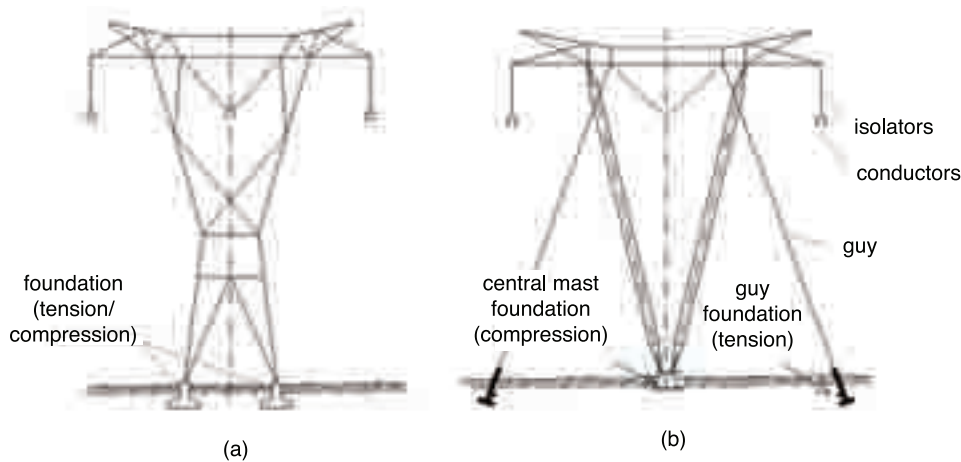 foundation
(tension/
compression)
(a)
central mast
foundation
(compression)
guy
foundation
(tension)
isolators
conductors
guy
(b)